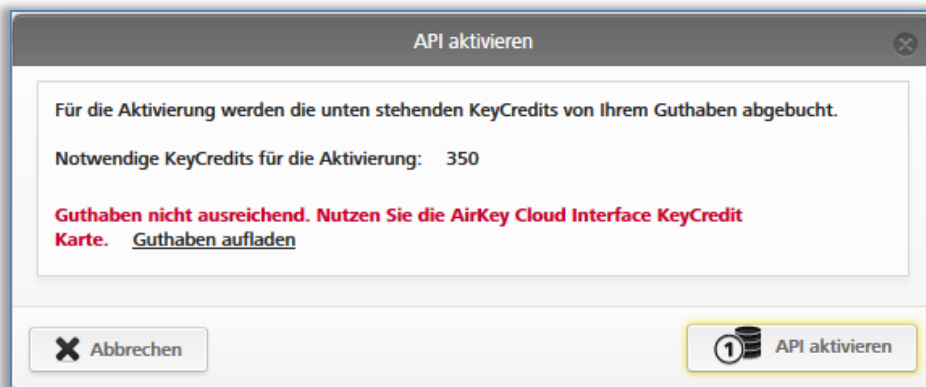 API aktivieren
Für die Aktivierung werden die unten stehenden KeyCredits von Ihrem Guthaben abgebucht.
Notwendige KeyCredits für die Aktivierung: 350
Guthaben nicht ausreichend. Nutzen Sie die AirKey Cloud Interface KeyCredit
Karte. Guthaben aufladen
Abbrechen
1 API aktivieren